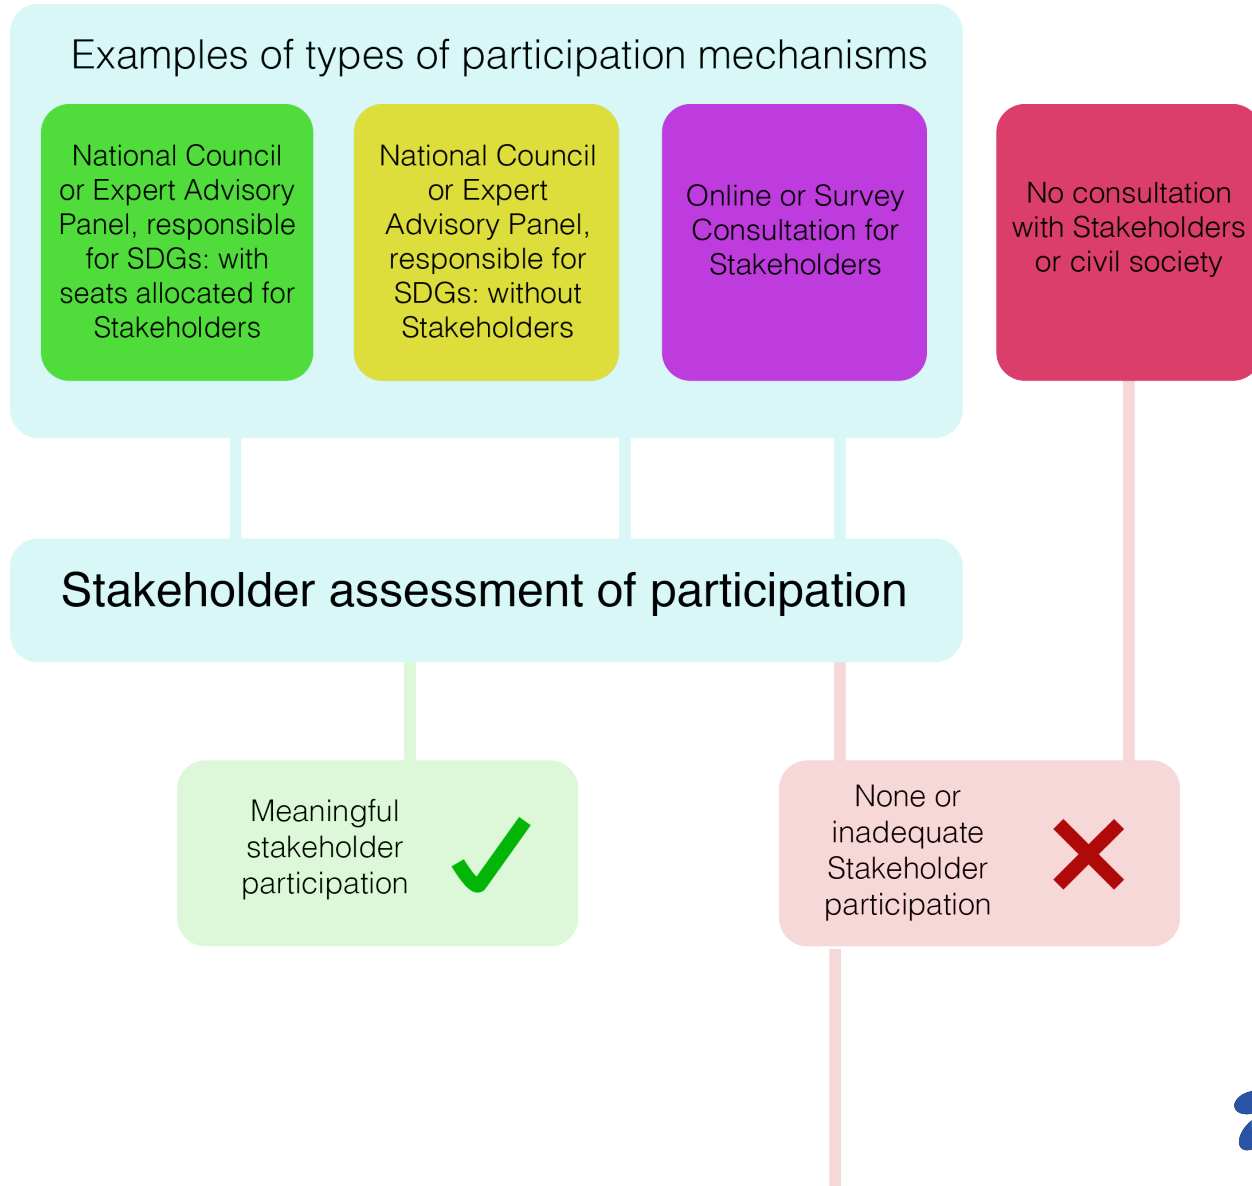 Examples of types of participation mechanisms
National Council
or Expert Advisory
Panel, responsible
for SDGs: with
seats allocated for
Stakeholders
National Council
or Expert
Advisory Panel,
responsible for
SDGs: without
Stakeholders
Online or Survey
Consultation for
Stakeholders
No consultation
with Stakeholders
or civil society
Stakeholder assessment of participation
Meaningful
stakeholder
participation
None or
inadequate
Stakeholder
participation